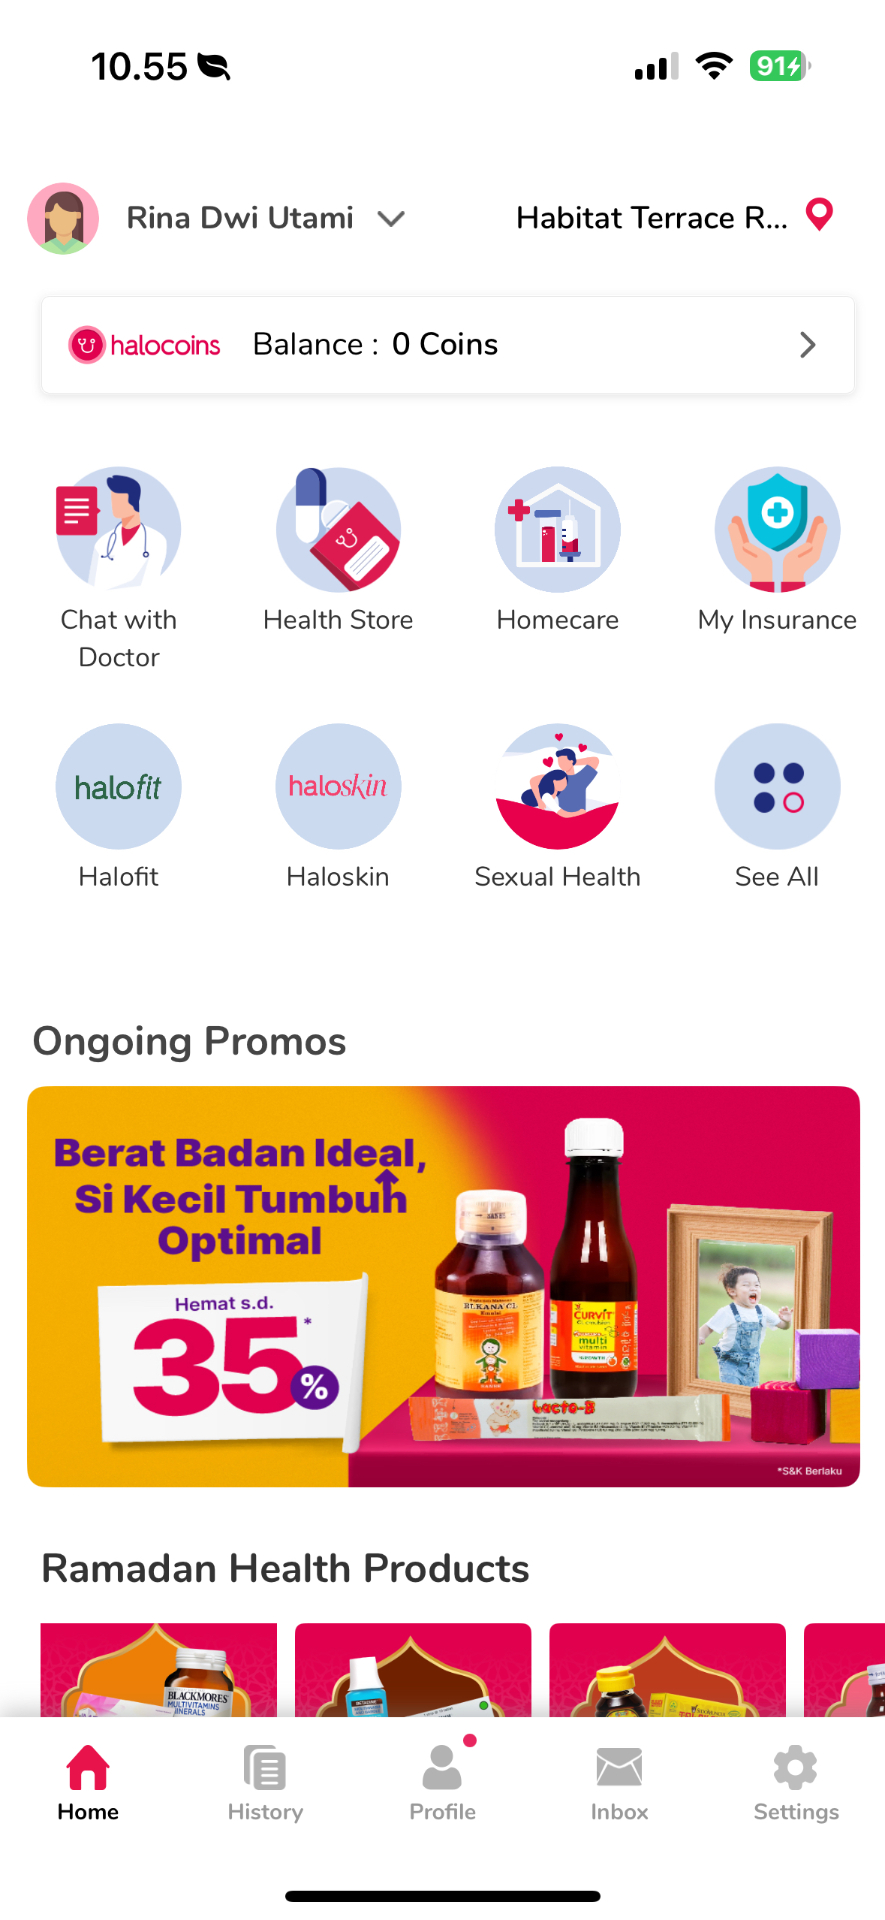 10.55
91
Rina Dwi Utami
Habitat Terrace R...
halocoins Balance : 0 Coins
Chat with
Doctor
Health Store
Homecare
My Insurance
halofit
haloskin
Halofit
Haloskin
Sexual Health
See All
Ongoing Promos
Berat Badan Ideal,
Si Kecil Tumbuh
Optimal
Hemat s.d.
35%*
ELKANA CL
CURVIT
multi
vitamin
Lacto-B
*S&K Berlaku
Ramadan Health Products
BLACKMORES
MULTIVITAMINS
MINERALS
Home
History
Profile
Inbox
Settings